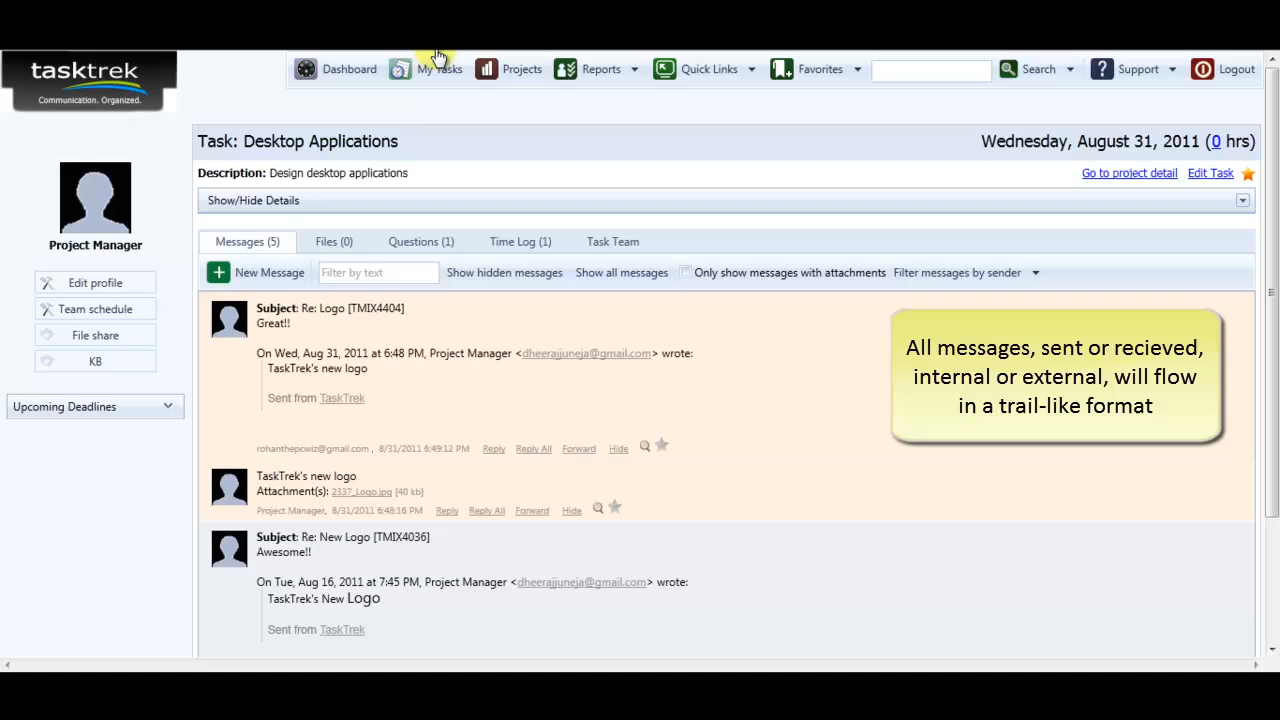 tasktrek
Communication. Organized.
Dashboard My Tasks Projects Reports Quick Links Favorites Search Support Logout
Task: Desktop Applications Wednesday, August 31, 2011 (0 hrs)
Description: Design desktop applications Go to project detail Edit Task
Show/Hide Details
Project Manager
Edit profile
Team schedule
File share
KB
Upcoming Deadlines
Messages (5) Files (0) Questions (1) Time Log (1) Task Team
New Message Filter by text Show hidden messages Show all messages Only show messages with attachments Filter messages by sender
Subject: Re: Logo [TMIX4404]
Great!!
On Wed, Aug 31, 2011 at 6:48 PM, Project Manager <dheerajjuneja@gmail.com> wrote:
TaskTrek's new logo
Sent from TaskTrek
rohanthepcwiz@gmail.com , 8/31/2011 6:49:12 PM Reply Reply All Forward Hide
All messages, sent or recieved,
internal or external, will flow
in a trail-like format
TaskTrek's new logo
Attachment(s): 2337_Logo.jpg [40 kb]
Project Manager, 8/31/2011 6:48:16 PM Reply Reply All Forward Hide
Subject: Re: New Logo [TMIX4036]
Awesome!!
On Tue, Aug 16, 2011 at 7:45 PM, Project Manager <dheerajjuneja@gmail.com> wrote:
TaskTrek's New Logo
Sent from TaskTrek